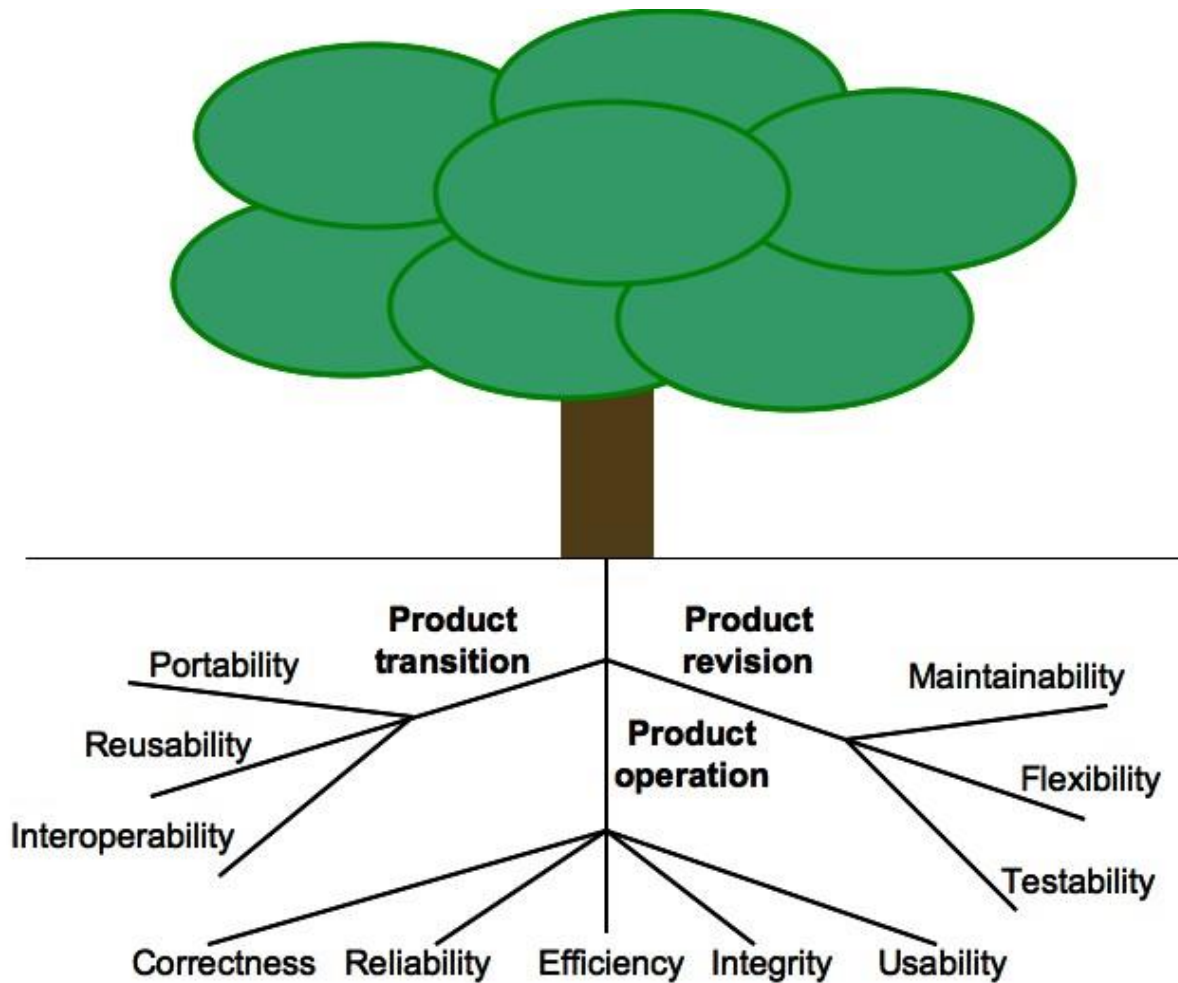 Product
transition
Product
revision
Portability
Maintainability
Reusability
Product
operation
Flexibility
Interoperability
Testability
Correctness Reliability Efficiency Integrity Usability